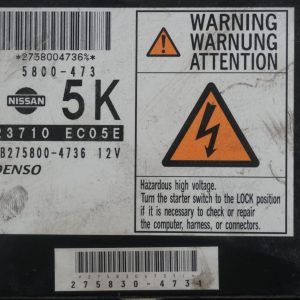 *2758004736%*
5800-473
NISSAN
5K
23710 EC05E
B275800-4736 12V
DENSO
WARNING
WARNUNG
ATTENTION
Hazardous high voltage.
Turn the starter switch to the LOCK position
if it is necessary to check or repair
the computer, harness, or connectors.
275830-4731